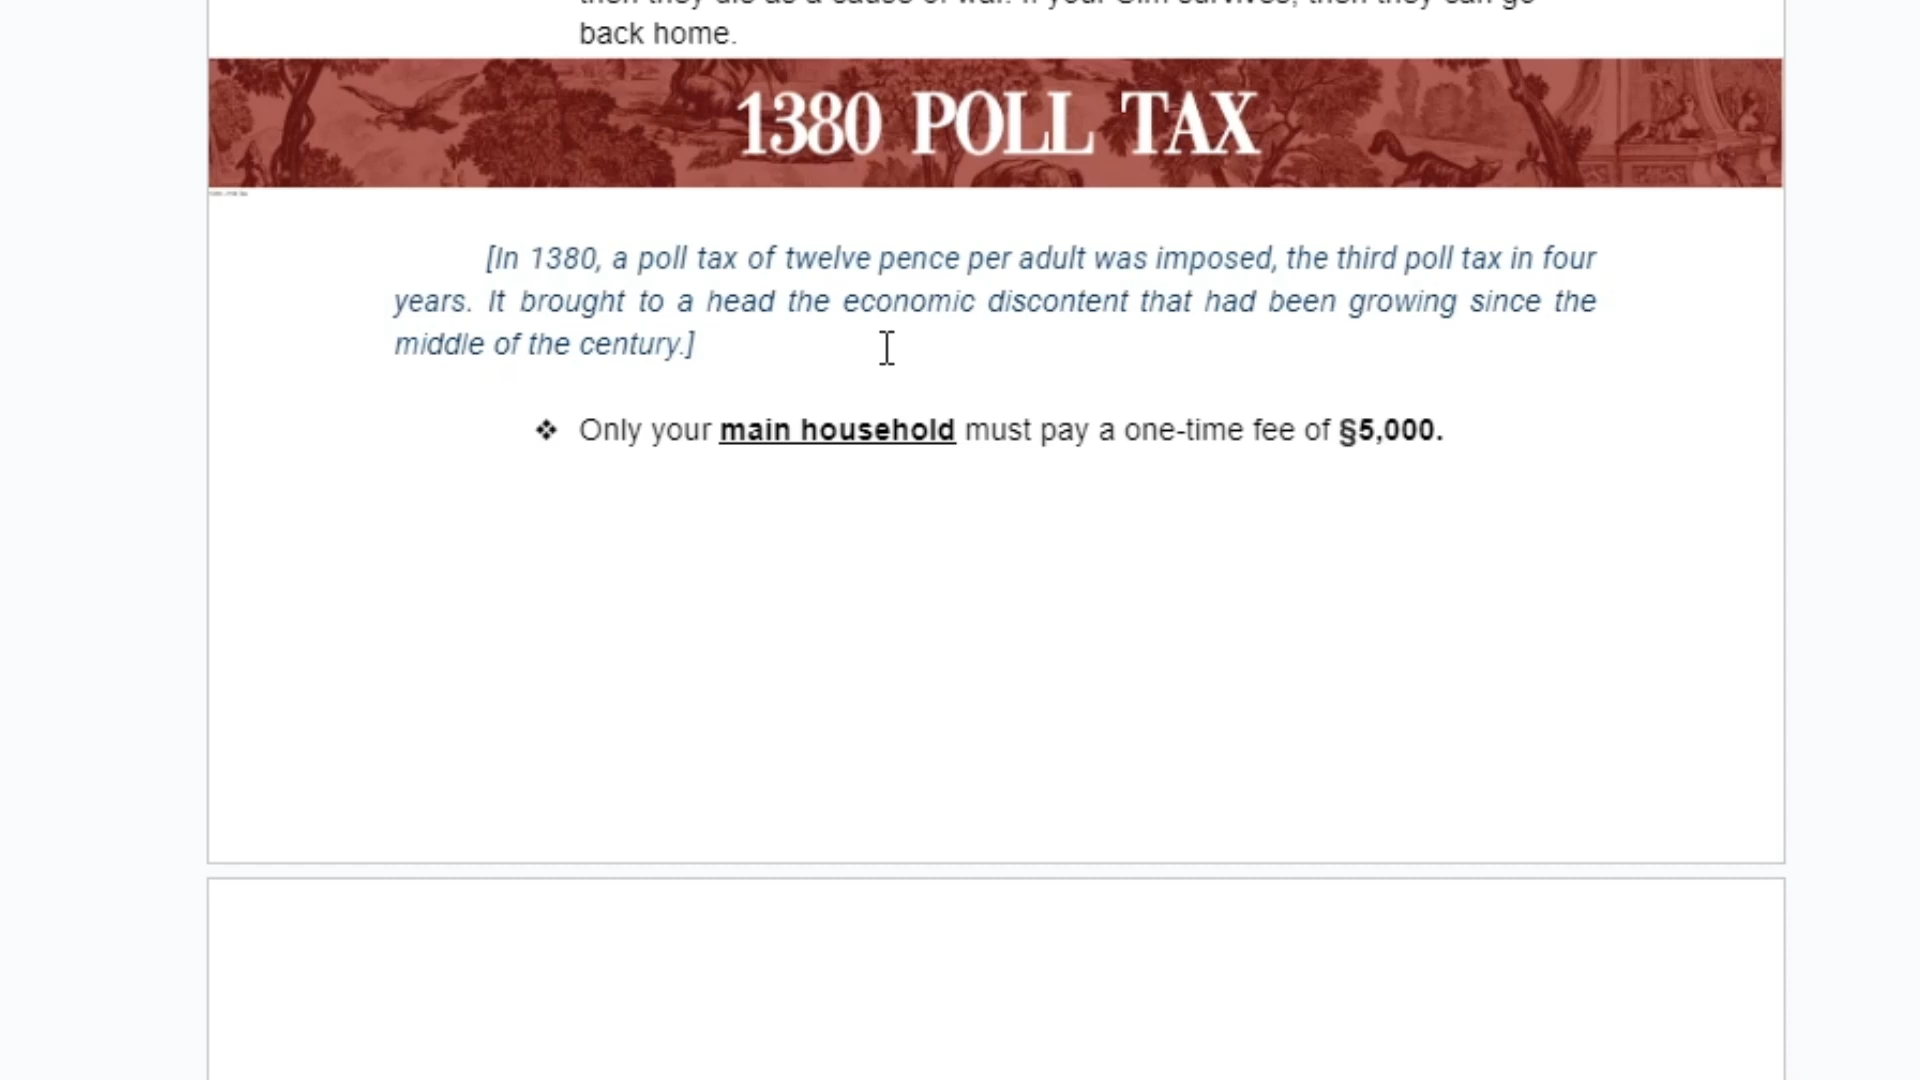 back home.
1380 POLL TAX
[In 1380, a poll tax of twelve pence per adult was imposed, the third poll tax in four
years. It brought to a head the economic discontent that had been growing since the
middle of the century.]
❖ Only your main household must pay a one-time fee of §5,000.